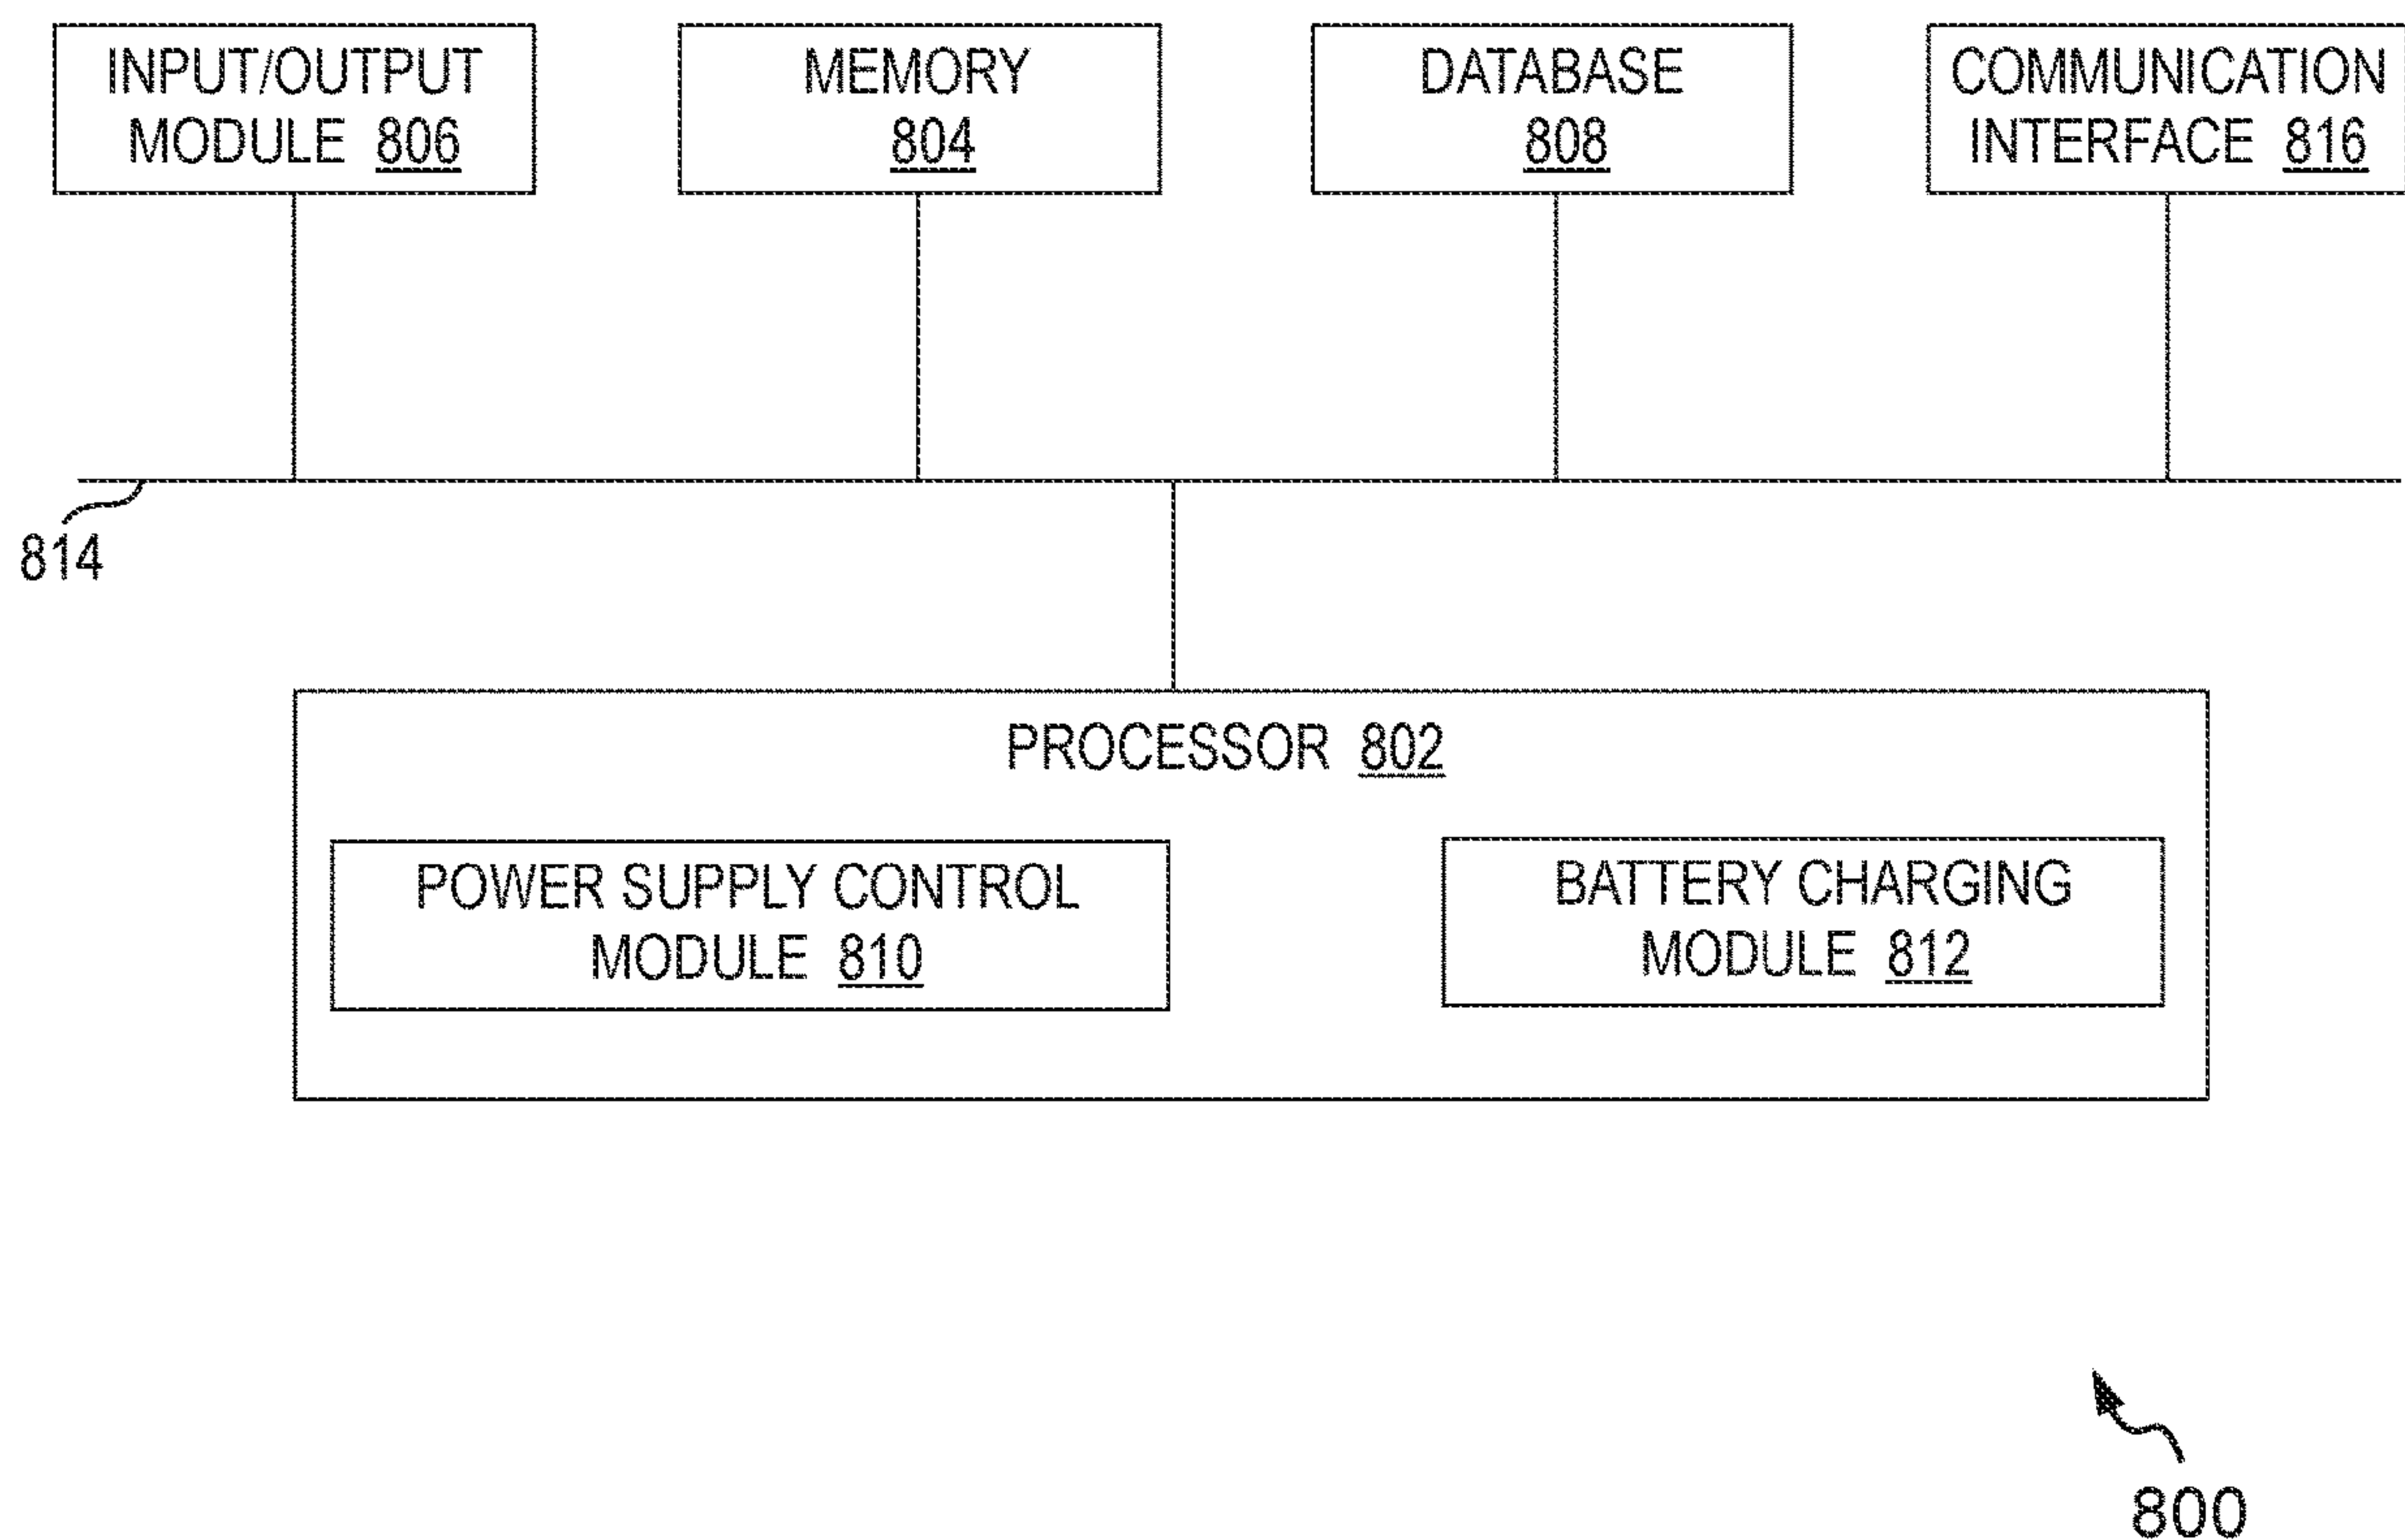 INPUT/OUTPUT
MODULE 806
MEMORY
804
DATABASE
808
COMMUNICATION
INTERFACE 816
814
PROCESSOR 802
POWER SUPPLY CONTROL
MODULE 810
BATTERY CHARGING
MODULE 812
800